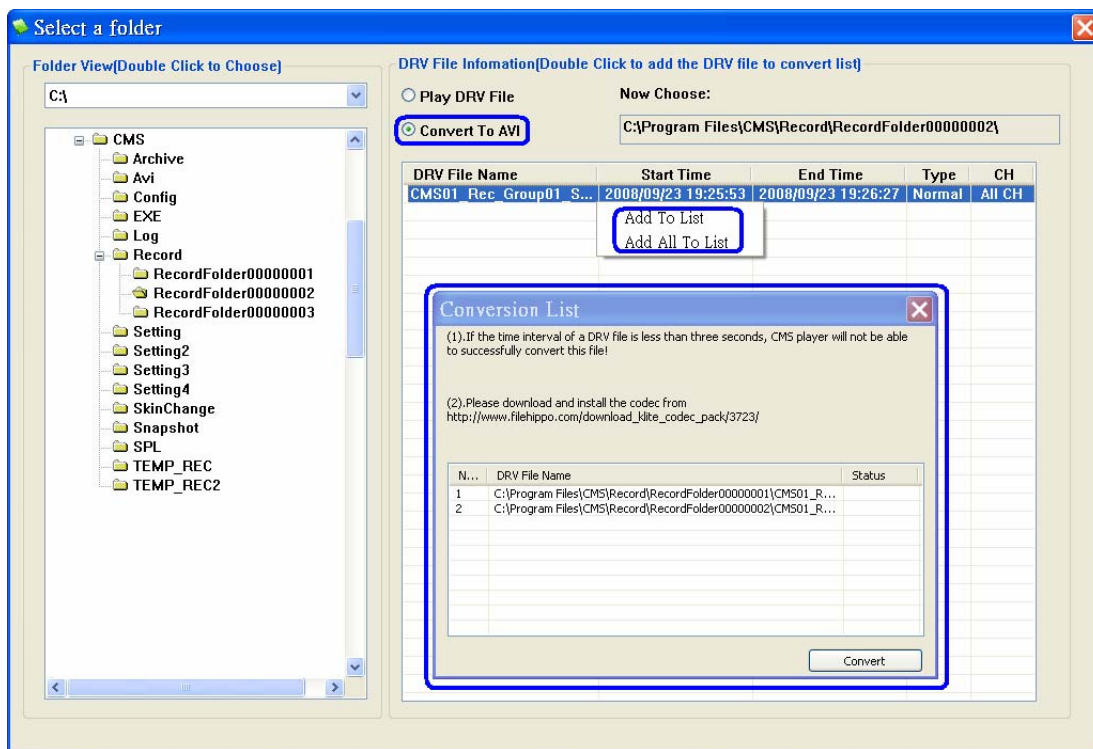 Select a folder
Folder View(Double Click to Choose)
C:\
CMS
Archive
Avi
Config
EXE
Log
Record
RecordFolder00000001
RecordFolder00000002
RecordFolder00000003
Setting
Setting2
Setting3
Setting4
SkinChange
Snapshot
SPL
TEMP_REC
TEMP_REC2
DRV File Infomation(Double Click to add the DRV file to convert list)
Play DRV File
Now Choose:
Convert To AVI
C:\Program Files\CMS\Record\RecordFolder00000002\
DRV File Name Start Time End Time Type CH
CMS01_Rec_Group01_S... 2008/09/23 19:25:53 2008/09/23 19:26:27 Normal All CH
Add To List
Add All To List
Conversion List
(1).If the time interval of a DRV file is less than three seconds, CMS player will not be able
to successfully convert this file!
(2).Please download and install the codec from
http://www.filehippo.com/download_klite_codec_pack/3723/
N... DRV File Name Status
1 C:\Program Files\CMS\Record\RecordFolder00000001\CMS01_R...
2 C:\Program Files\CMS\Record\RecordFolder00000002\CMS01_R...
Convert